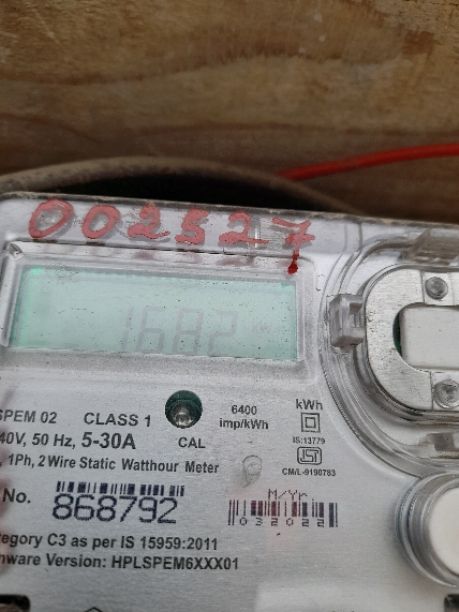 002527
1682 kW
SPEM 02 CLASS 1 6400 imp/kWh kWh
40V, 50 Hz, 5-30A CAL IS:13779
, 1Ph, 2 Wire Static Watthour Meter CM/L-9190783
No. 868792 M/Yr 032022
tegory C3 as per IS 15959:2011
nware Version: HPLSPEM6XXX01